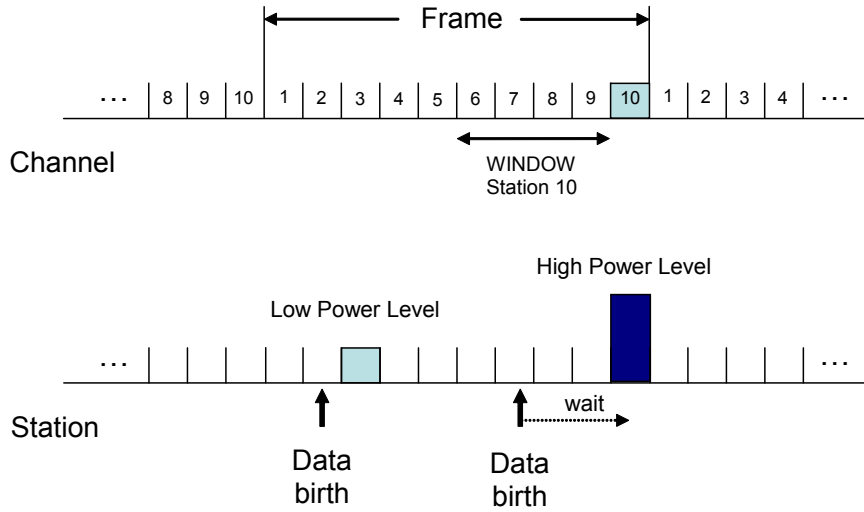 Frame
... 8 9 10 1 2 3 4 5 6 7 8 9 10 1 2 3 4 ...
Channel
WINDOW
Station 10
High Power Level
Low Power Level
... ...
wait
Station
Data
birth
Data
birth